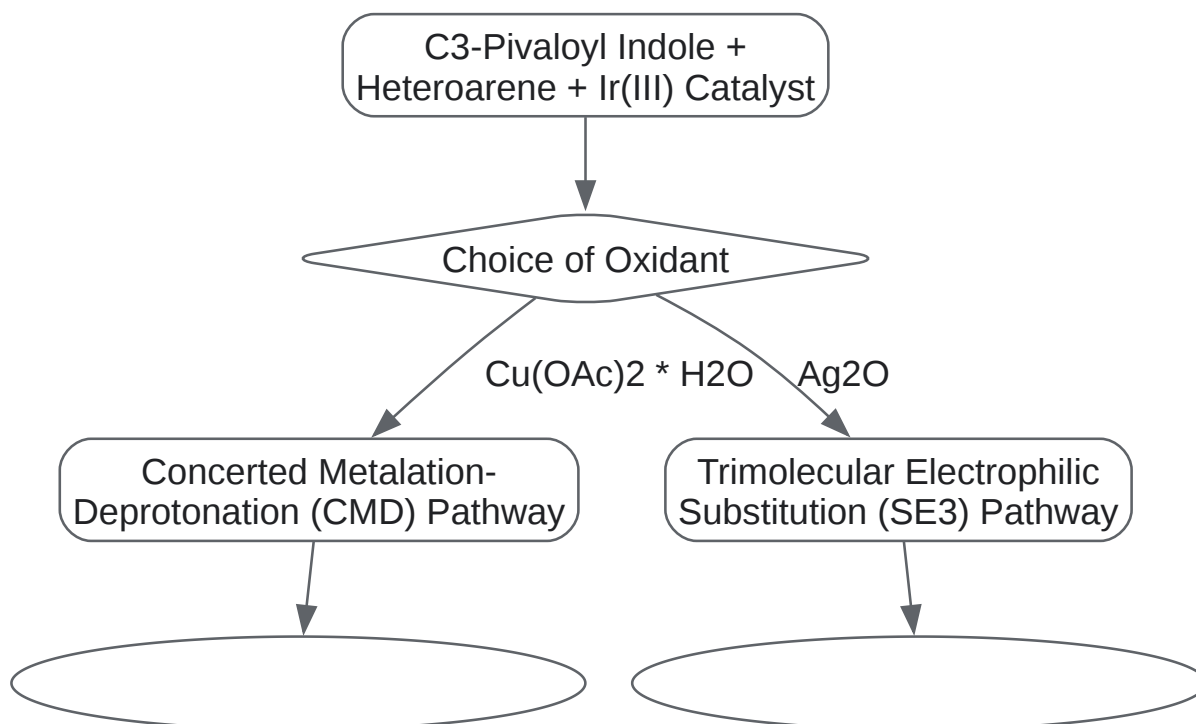 C3-Pivaloyl Indole +
Heteroarene + Ir(III) Catalyst
Choice of Oxidant
Cu(OAc)2 * H2O
Ag2O
Concerted Metalation-
Deprotonation (CMD) Pathway
Trimolecular Electrophilic
Substitution (SE3) Pathway